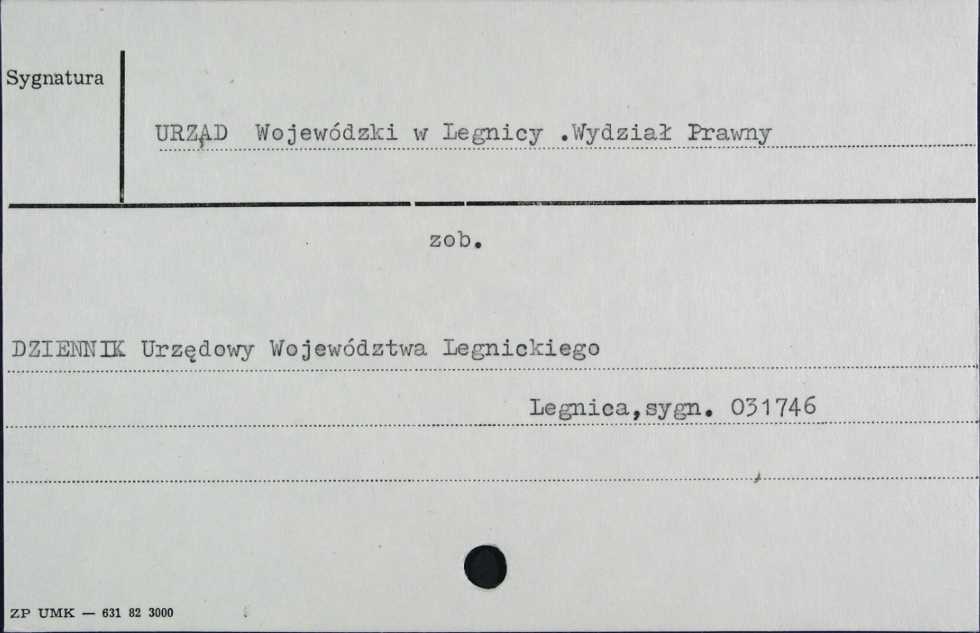 Sygnatura
URZĄD Wojewódzki w Legnicy .Wydział Prawny
zob.
DZIENNIK Urzędowy Województwa Legnickiego
Legnica,sygn. 031746
ZP UMK — 631 82 3000